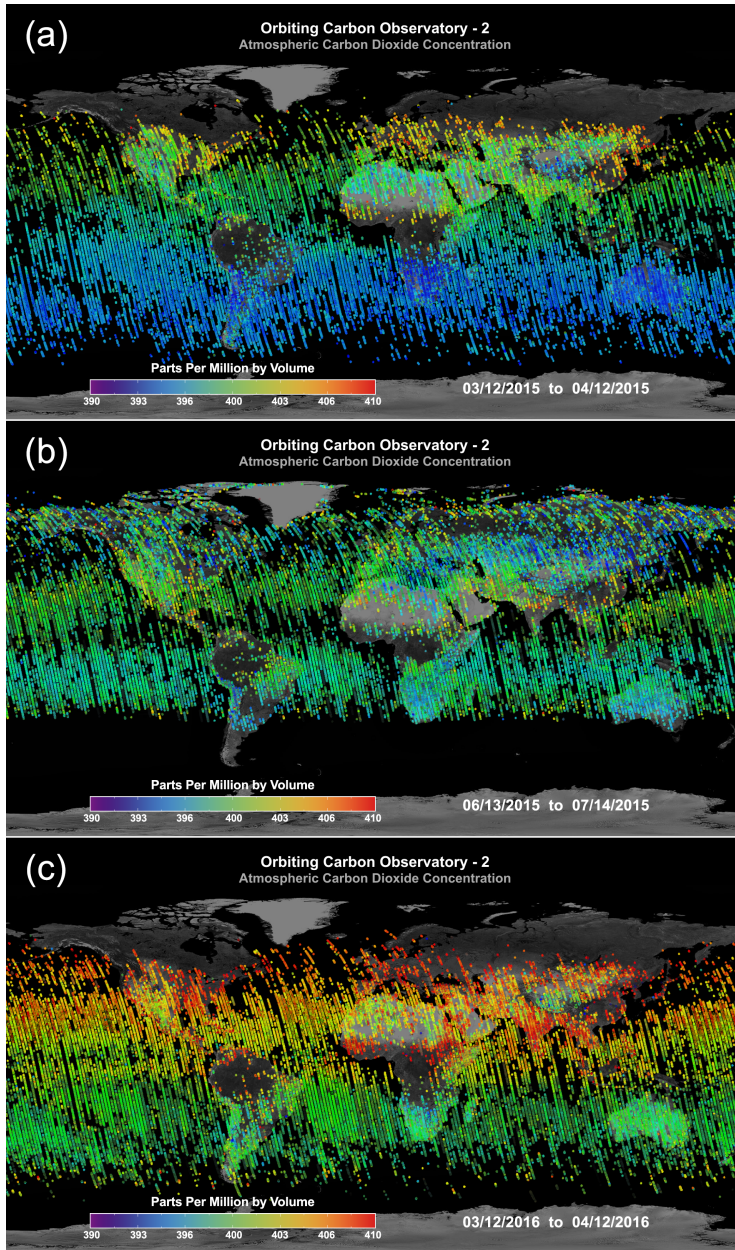 (a)
Orbiting Carbon Observatory - 2
Atmospheric Carbon Dioxide Concentration
Parts Per Million by Volume
390 393 396 400 403 406 410
03/12/2015 to 04/12/2015
(b)
Orbiting Carbon Observatory - 2
Atmospheric Carbon Dioxide Concentration
Parts Per Million by Volume
390 393 396 400 403 406 410
06/13/2015 to 07/14/2015
(c)
Orbiting Carbon Observatory - 2
Atmospheric Carbon Dioxide Concentration
Parts Per Million by Volume
390 393 396 400 403 406 410
03/12/2016 to 04/12/2016